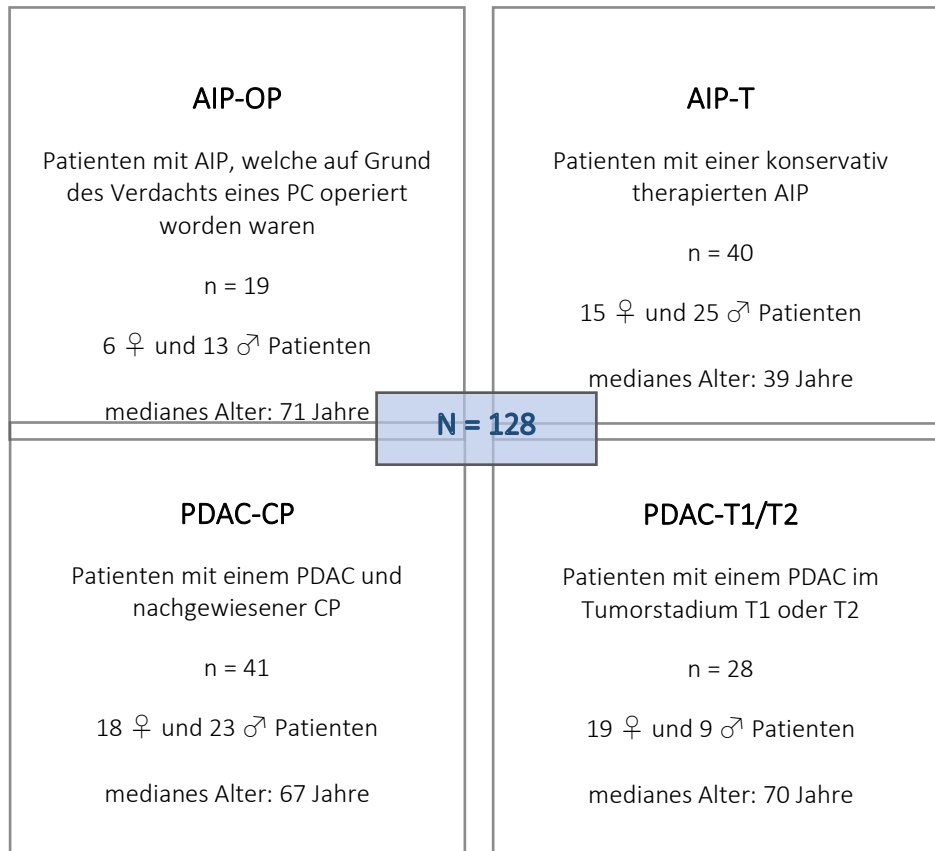 AIP-OP
Patienten mit AIP, welche auf Grund
des Verdachts eines PC operiert
worden waren
n = 19
6 ♀ und 13 ♂ Patienten
medianes Alter: 71 Jahre
AIP-T
Patienten mit einer konservativ
therapierten AIP
n = 40
15 ♀ und 25 ♂ Patienten
medianes Alter: 39 Jahre
N = 128
PDAC-CP
Patienten mit einem PDAC und
nachgewiesener CP
n = 41
18 ♀ und 23 ♂ Patienten
medianes Alter: 67 Jahre
PDAC-T1/T2
Patienten mit einem PDAC im
Tumorstadium T1 oder T2
n = 28
19 ♀ und 9 ♂ Patienten
medianes Alter: 70 Jahre